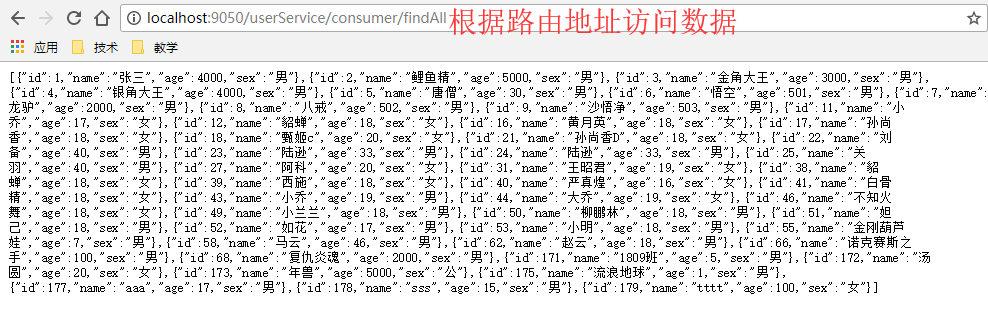 localhost:9050/userService/consumer/findAll 根据路由地址访问数据
应用 技术 教学
[{"id":1,"name":"张三","age":4000,"sex":"男"},{"id":2,"name":"鲤鱼精","age":5000,"sex":"男"},{"id":3,"name":"金角大王","age":3000,"sex":"男"},
{"id":4,"name":"银角大王","age":4000,"sex":"男"},{"id":5,"name":"唐僧","age":30,"sex":"男"},{"id":6,"name":"悟空","age":501,"sex":"男"},{"id":7,"name":"小白
龙驴","age":2000,"sex":"男"},{"id":8,"name":"八戒","age":502,"sex":"男"},{"id":9,"name":"沙悟净","age":503,"sex":"男"},{"id":11,"name":"小
乔","age":17,"sex":"女"},{"id":12,"name":"貂蝉","age":18,"sex":"女"},{"id":16,"name":"黄月英","age":18,"sex":"女"},{"id":17,"name":"孙尚
香","age":18,"sex":"女"},{"id":18,"name":"甄姬c","age":20,"sex":"女"},{"id":21,"name":"孙尚香D","age":18,"sex":"女"},{"id":22,"name":"刘
备","age":40,"sex":"男"},{"id":23,"name":"陆逊","age":33,"sex":"男"},{"id":24,"name":"陆逊","age":33,"sex":"男"},{"id":25,"name":"关
羽","age":40,"sex":"男"},{"id":27,"name":"阿科","age":20,"sex":"女"},{"id":31,"name":"王昭君","age":19,"sex":"女"},{"id":38,"name":"貂
蝉","age":18,"sex":"女"},{"id":39,"name":"西施","age":18,"sex":"女"},{"id":40,"name":"严真煌","age":16,"sex":"女"},{"id":41,"name":"白骨
精","age":18,"sex":"女"},{"id":43,"name":"小乔","age":19,"sex":"男"},{"id":44,"name":"大乔","age":19,"sex":"女"},{"id":46,"name":"不知火
舞","age":18,"sex":"女"},{"id":49,"name":"小兰兰","age":18,"sex":"男"},{"id":50,"name":"柳鹏林","age":18,"sex":"男"},{"id":51,"name":"妲
己","age":18,"sex":"男"},{"id":52,"name":"如花","age":17,"sex":"男"},{"id":53,"name":"小明","age":18,"sex":"男"},{"id":55,"name":"金刚葫芦
娃","age":7,"sex":"男"},{"id":58,"name":"马云","age":46,"sex":"男"},{"id":62,"name":"赵云","age":18,"sex":"男"},{"id":66,"name":"诺克赛斯之
手","age":100,"sex":"男"},{"id":68,"name":"复仇炎魂","age":2000,"sex":"男"},{"id":171,"name":"1809班","age":5,"sex":"男"},{"id":172,"name":"汤
圆","age":20,"sex":"女"},{"id":173,"name":"年兽","age":5000,"sex":"公"},{"id":175,"name":"流浪地球","age":1,"sex":"男"},
{"id":177,"name":"aaa","age":17,"sex":"男"},{"id":178,"name":"sss","age":15,"sex":"男"},{"id":179,"name":"tttt","age":100,"sex":"女"}]